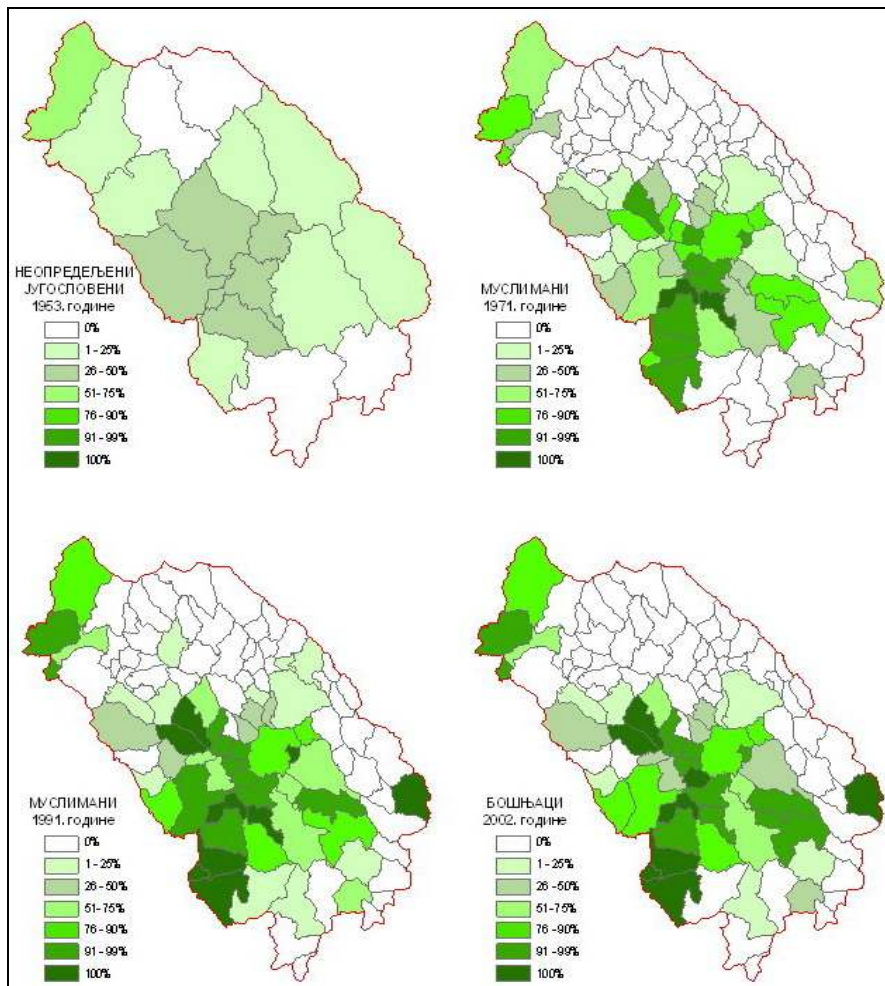 НЕОПРЕДЕЉЕНИ
ЈУГОСЛОВЕНИ
1953. године
0%
1 - 25%
26 - 50%
51 - 75%
76 - 90%
91 - 99%
100%
МУСЛИМАНИ
1971. године
0%
1 - 25%
26 - 50%
51 - 75%
76 - 90%
91 - 99%
100%
МУСЛИМАНИ
1991. године
0%
1 - 25%
26 - 50%
51 - 75%
76 - 90%
91 - 99%
100%
БОШЊАЦИ
2002. године
0%
1 - 25%
26 - 50%
51 - 75%
76 - 90%
91 - 99%
100%